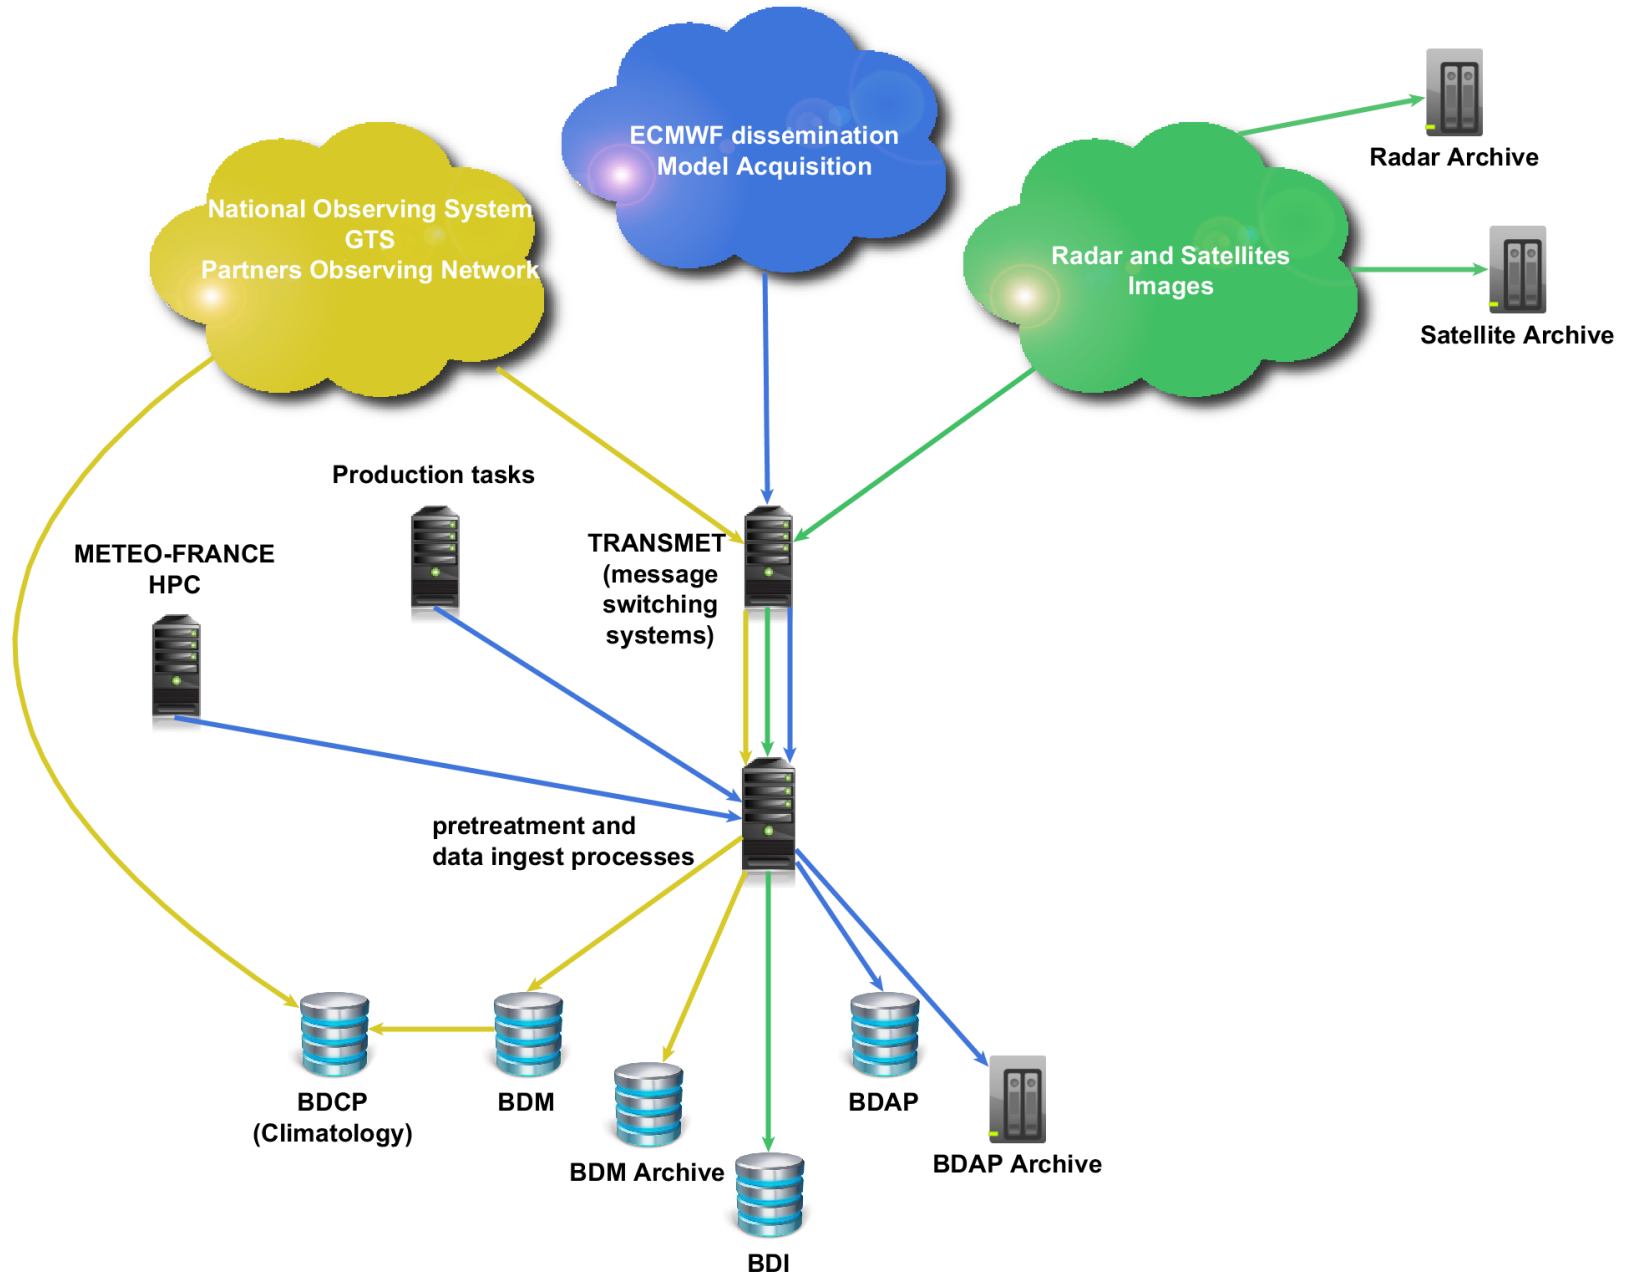 ECMWF dissemination
Model Acquisition
Radar Archive
National Observing System
GTS
Partners Observing Network
Radar and Satellites
Images
Satellite Archive
Production tasks
METEO-FRANCE
HPC
TRANSMET
(message
switching
systems)
pretreatment and
data ingest processes
BDCP
(Climatology)
BDM
BDM Archive
BDI
BDAP
BDAP Archive